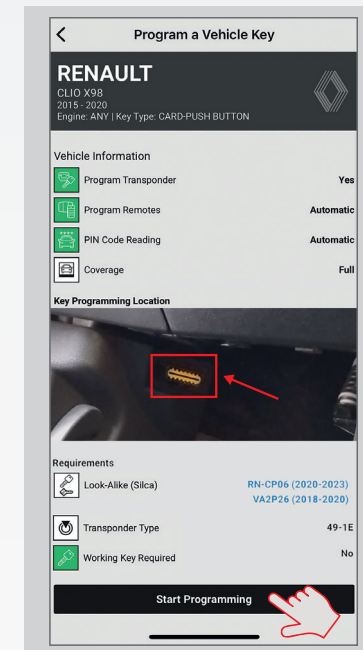 Program a Vehicle Key
RENAULT
CLIO X98
2015 - 2020
Engine: ANY | Key Type: CARD-PUSH BUTTON
Vehicle Information
Program Transponder Yes
Program Remotes Automatic
PIN Code Reading Automatic
Coverage Full
Key Programming Location
Requirements
Look-Alike (Silca) RN-CP06 (2020-2023)
VA2P26 (2018-2020)
Transponder Type 49-1E
Working Key Required No
Start Programming